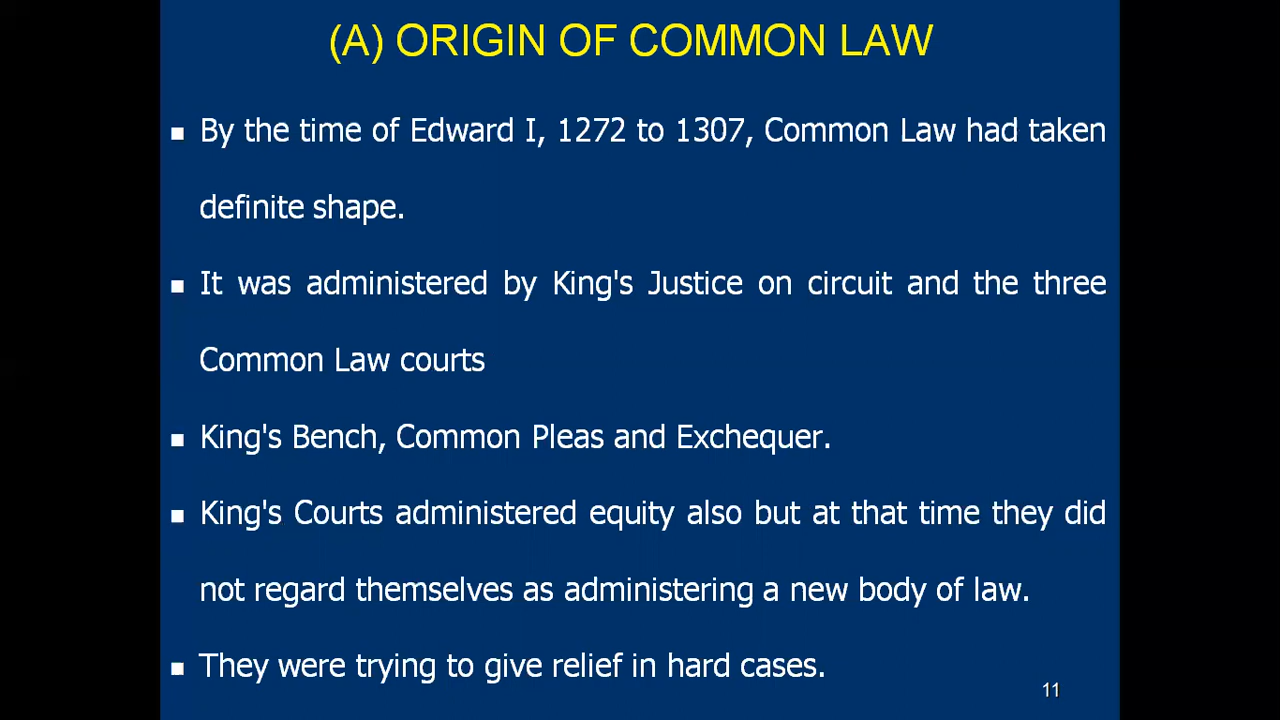 (A) ORIGIN OF COMMON LAW
▪ By the time of Edward I, 1272 to 1307, Common Law had taken
definite shape.
▪ It was administered by King's Justice on circuit and the three
Common Law courts
▪ King's Bench, Common Pleas and Exchequer.
▪ King's Courts administered equity also but at that time they did
not regard themselves as administering a new body of law.
▪ They were trying to give relief in hard cases.
11